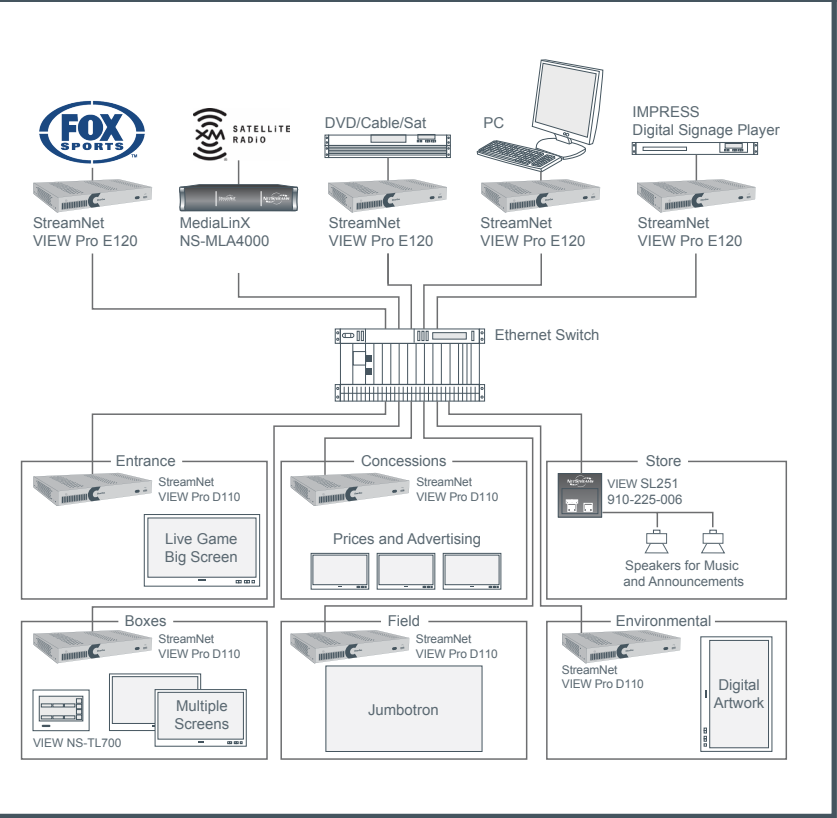 FOX
SPORTS
TM
XM
SATELLiTE
RADiO
DVD/Cable/Sat
PC
IMPRESS
Digital Signage Player
StreamNet
VIEW Pro E120
MediaLinX
NS-MLA4000
StreamNet
VIEW Pro E120
StreamNet
VIEW Pro E120
StreamNet
VIEW Pro E120
Ethernet Switch
Entrance
StreamNet
VIEW Pro D110
Live Game
Big Screen
Concessions
StreamNet
VIEW Pro D110
Prices and Advertising
Store
VIEW SL251
910-225-006
Speakers for Music
and Announcements
Boxes
StreamNet
VIEW Pro D110
Multiple
Screens
VIEW NS-TL700
Field
StreamNet
VIEW Pro D110
Jumbotron
Environmental
StreamNet
VIEW Pro D110
Digital
Artwork